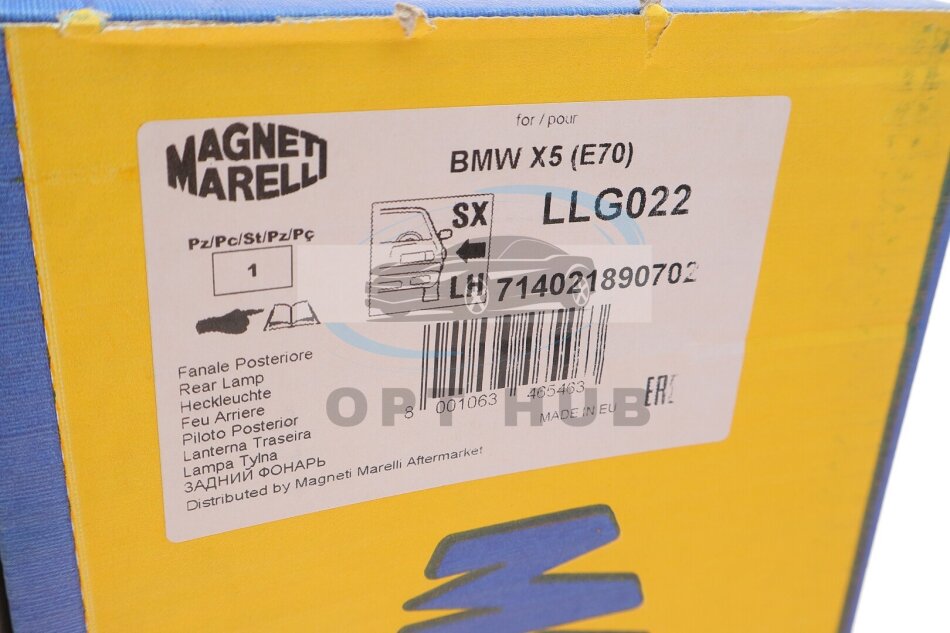 MAGNETI
MARELLI
for / pour
BMW X5 (E70)
SX
LLG022
Pz/Pc/St/Pz/Pç
1
LH
714021890702
Fanale Posteriore
Rear Lamp
Heckleuchte
Feu Arriere
Piloto Posterior
Lanterna Traseira
Lampa Tylna
ЗАДНИЙ ФОНАРЬ
Distributed by Magneti Marelli Aftermarket
8 001063 465463
MADE IN EU
EAC
OPT HUB